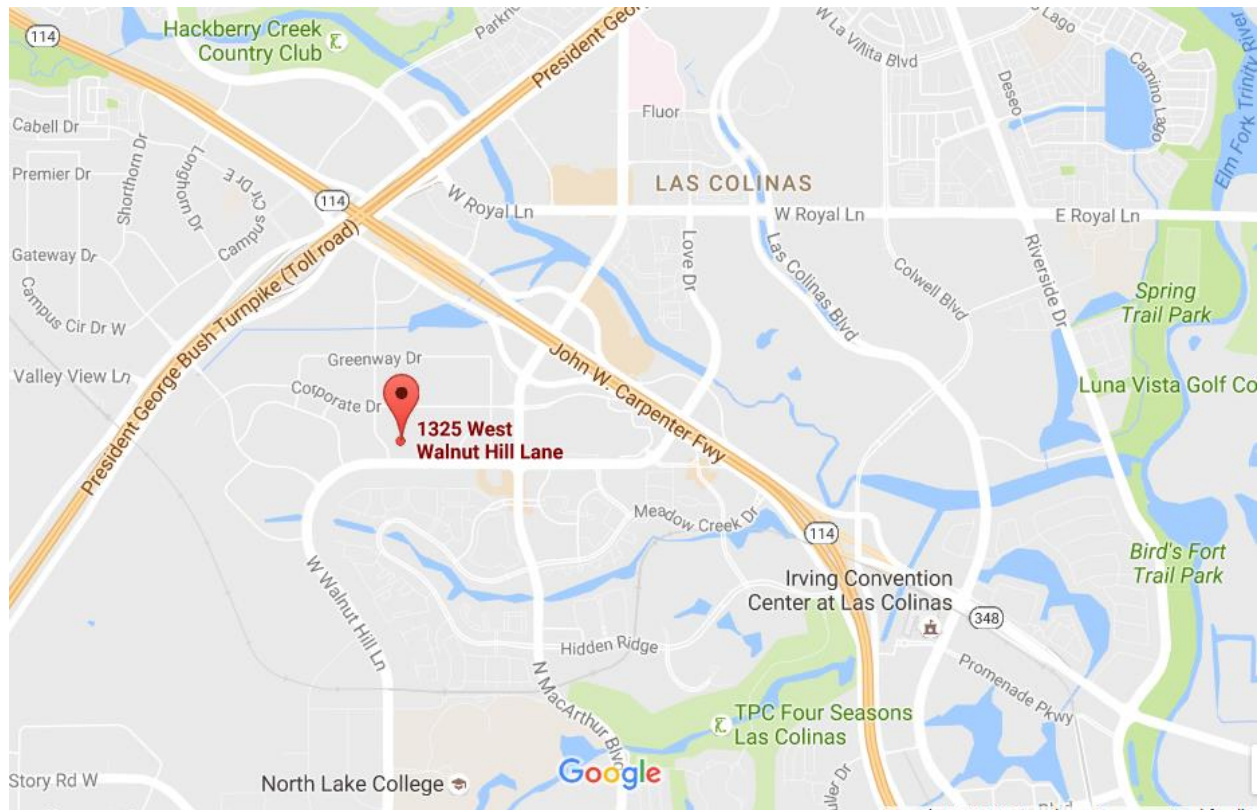 114
Hackberry Creek
Country Club
President George
W La Villita Blvd
Lago
Camino Lago
Deseo
Elm Fork Trinity River
Cabell Dr
Premier Dr
Shorthorn Dr
Longhorn Dr
Campus Cir Dr E
Fluor
LAS COLINAS
114
W Royal Ln
W Royal Ln
E Royal Ln
Gateway Dr
Campus Cir Dr W
Love Dr
Las Colinas Blvd
Colwell Blvd
Riverside Dr
Spring
Trail Park
Valley View Ln
President George Bush Turnpike (Toll road)
Greenway Dr
Corporate Dr
John W. Carpenter Fwy
Luna Vista Golf Co
1325 West
Walnut Hill Lane
Meadow Creek Dr
114
Bird's Fort
Trail Park
Irving Convention
Center at Las Colinas
348
W Walnut Hill Ln
Hidden Ridge
N MacArthur Blvd
Promenade Pkwy
TPC Four Seasons
Las Colinas
Story Rd W
North Lake College
Google